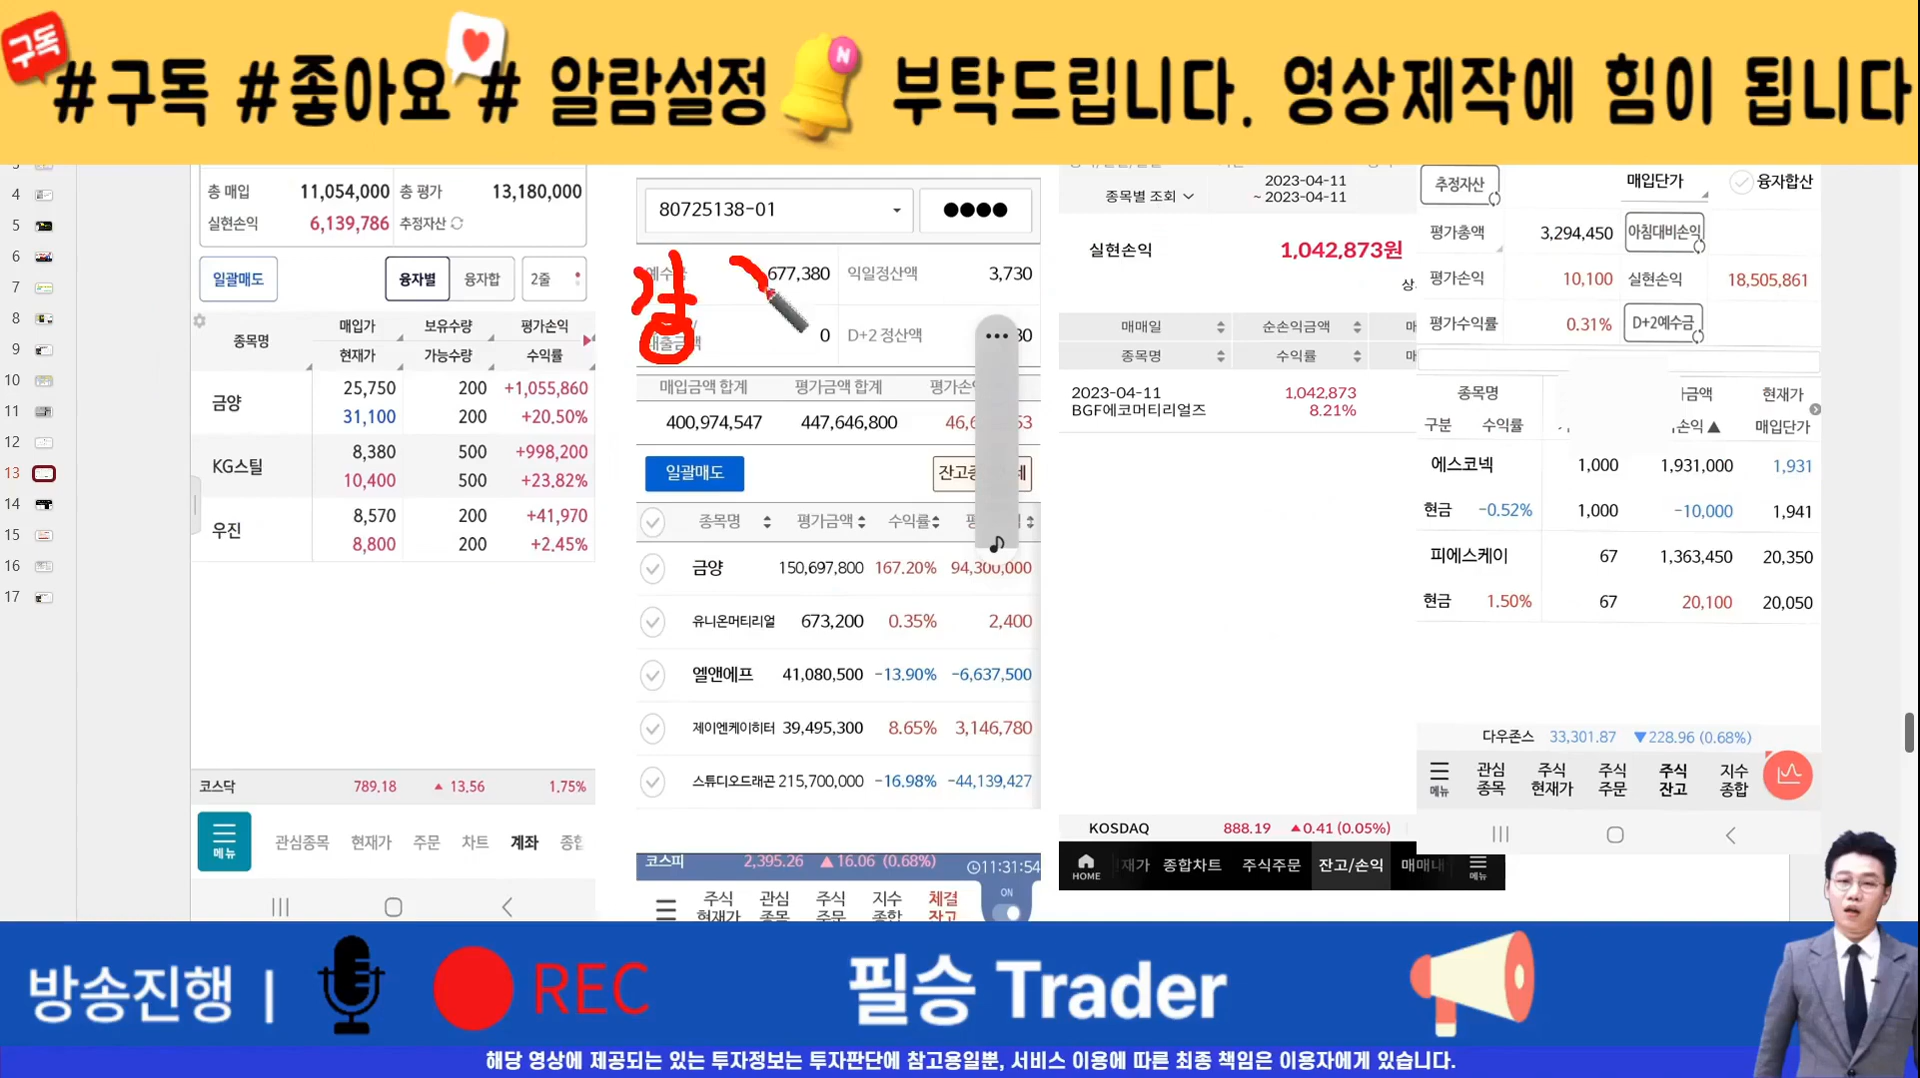 구독
#구독 #좋아요 # 알람설정 N 부탁드립니다. 영상제작에 힘이 됩니다
4
5
6
7
8
9
10
11
12
13
14
15
16
17
총 매입 11,054,000 총 평가 13,180,000
실현손익 6,139,786 추정자산
일괄매도 융자별 융자합 2줄
종목명 매입가 보유수량 평가손익
현재가 가능수량 수익률
금양 25,750 200 +1,055,860
31,100 200 +20.50%
KG스틸 8,380 500 +998,200
10,400 500 +23.82%
우진 8,570 200 +41,970
8,800 200 +2.45%
코스닥 789.18 ▲ 13.56 1.75%
메뉴 관심종목 현재가 주문 차트 계좌
80725138-01 ●●●●
677,380 익일정산액 3,730
0 D+2 정산액
매입금액 합계 평가금액 합계
400,974,547 447,646,800
일괄매도
종목명 평가금액 수익률
금양 150,697,800 167.20% 94,300,000
유니온머티리얼 673,200 0.35% 2,400
엘앤에프 41,080,500 -13.90% -6,637,500
제이엔케이히터 39,495,300 8.65% 3,146,780
스튜디오드래곤 215,700,000 -16.98% -44,139,427
코스피 2,395.26 ▲ 16.06 (0.68%) 11:31:54
주식 관심 주식 지수 체결 ON
현재가 종목 주문 종합 잔고
종목별 조회 2023-04-11
~ 2023-04-11
실현손익 1,042,873원
매매일 순손익금액
종목명 수익률
2023-04-11 1,042,873
BGF에코머티리얼즈 8.21%
KOSDAQ 888.19 ▲0.41 (0.05%)
HOME 종합차트 주식주문 잔고/손익 메뉴
추정자산 매입단가 융자합산
평가총액 3,294,450 아침대비손익
평가손익 10,100 실현손익 18,505,861
평가수익률 0.31% D+2예수금
종목명 현재가
구분 수익률 매입단가
에스코넥 1,000 1,931,000 1,931
현금 -0.52% 1,000 -10,000 1,941
피에스케이 67 1,363,450 20,350
현금 1.50% 67 20,100 20,050
다우존스 33,301.87 ▼228.96 (0.68%)
메뉴 관심 주식 주식 주식 지수
종목 현재가 주문 잔고 종합
방송진행 | REC 필승 Trader
해당 영상에 제공되는 있는 투자정보는 투자판단에 참고용일뿐, 서비스 이용에 따른 최종 책임은 이용자에게 있습니다.